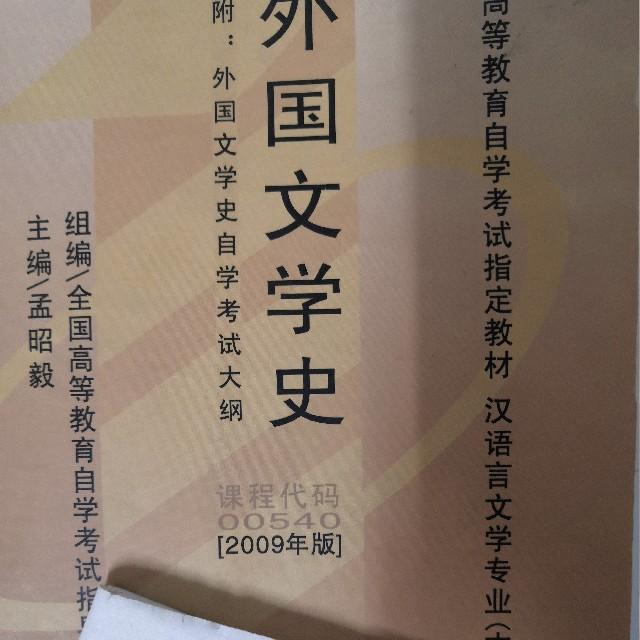 高等教育自学考试指定教材 汉语言文学专业(
外国文学史
附：外国文学史自学考试大纲
课程代码
00540
[2009年版]
组编\全国高等教育自学考试指
主编\孟昭毅